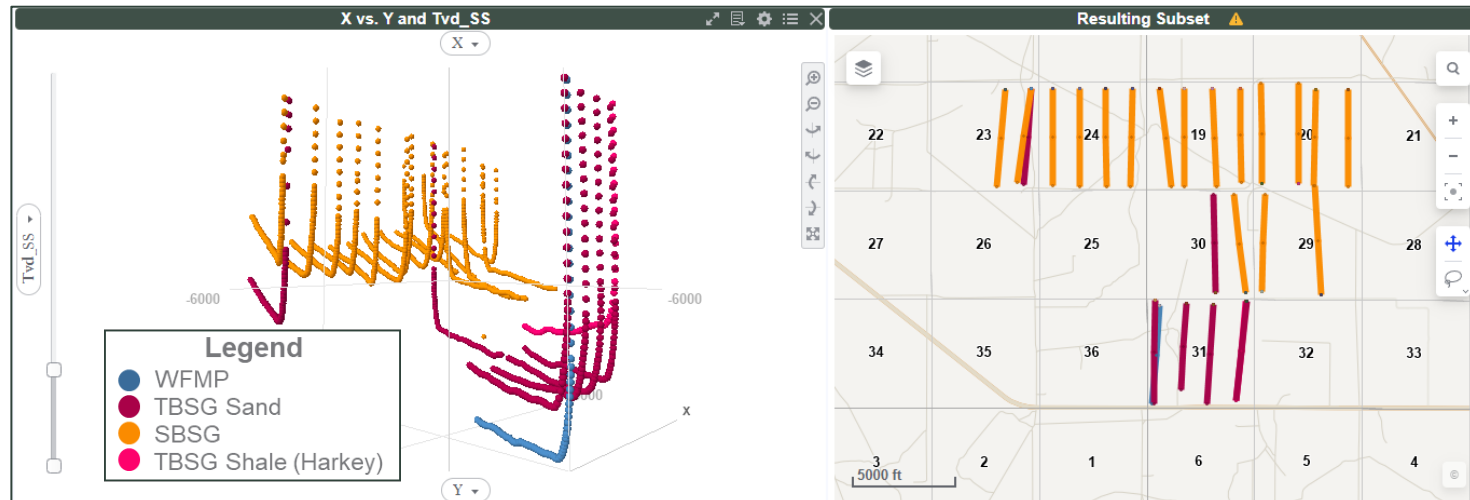 X vs. Y and Tvd_SS
X
Tvd_SS
-6000
-6000
X
Y
Legend
WFMP
TBSG Sand
SBSG
TBSG Shale (Harkey)
Resulting Subset
22 23 24 19 20 21
27 26 25 30 29 28
34 35 36 31 32 33
3 2 1 6 5 4
5000 ft
©